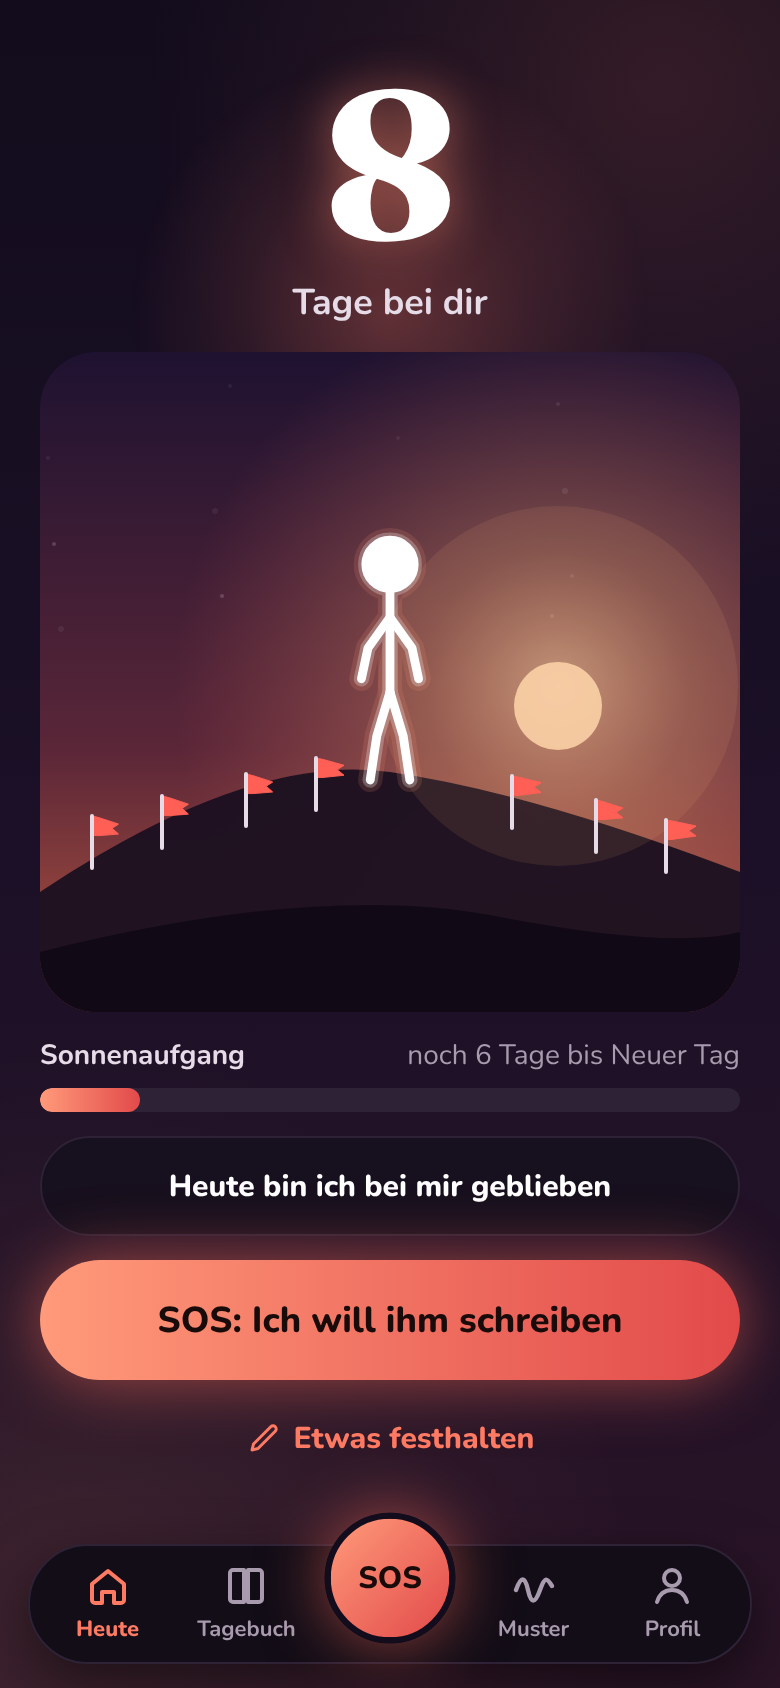 8
Tage bei dir
Sonnenaufgang
noch 6 Tage bis Neuer Tag
Heute bin ich bei mir geblieben
SOS: Ich will ihm schreiben
Etwas festhalten
SOS
Heute
Tagebuch
Muster
Profil